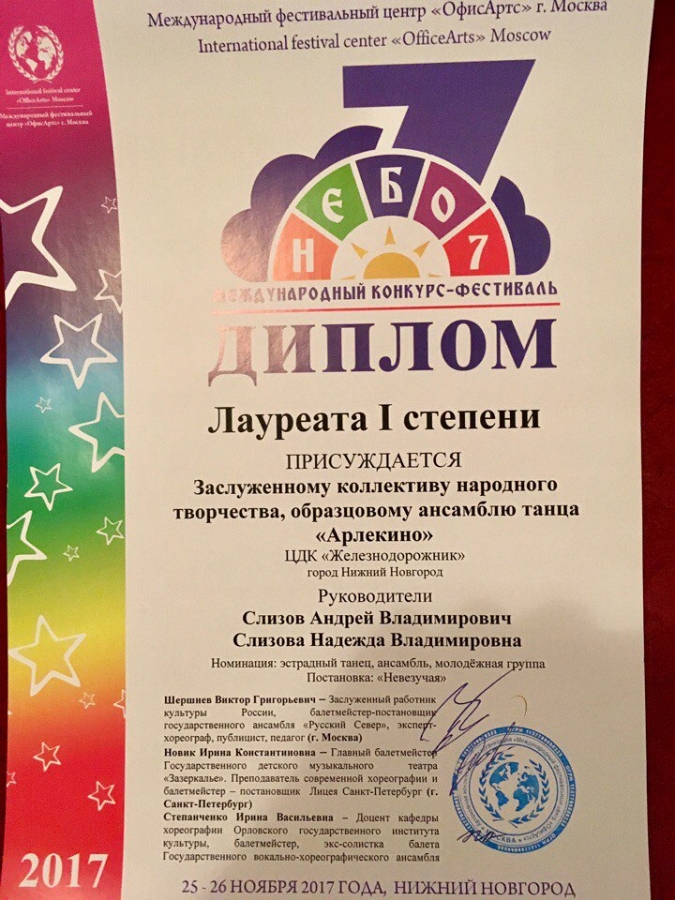 Международный фестивальный центр «ОфисАртс» г. Москва
International festival center «OfficeArts» Moscow
International festival center
«OfficeArts» Moscow
Международный фестивальный
центр «ОфисАртс» г. Москва
7
НЕБО7
МЕЖДУНАРОДНЫЙ КОНКУРС-ФЕСТИВАЛЬ
ДИПЛОМ
Лауреата I степени
ПРИСУЖДАЕТСЯ
Заслуженному коллективу народного
творчества, образцовому ансамблю танца
«Арлекино»
ЦДК «Железнодорожник»
город Нижний Новгород
Руководители
Слизов Андрей Владимирович
Слизова Надежда Владимировна
Номинация: эстрадный танец, ансамбль, молодёжная группа
Постановка: «Невезучая»
Шершнев Виктор Григорьевич – Заслуженный работник
культуры России, балетмейстер-постановщик
государственного ансамбля «Русский Север», эксперт-
хореограф, публицист, педагог (г. Москва)
Новик Ирина Константиновна – Главный балетмейстер
Государственного детского музыкального театра
«Зазеркалье». Преподаватель современной хореографии и
балетмейстер – постановщик Лицея Санкт-Петербург (г.
Санкт-Петербург)
Степанченко Ирина Васильевна – Доцент кафедры
хореографии Орловского государственного института
культуры, балетмейстер, экс-солистка балета
Государственного вокально-хореографического ансамбля
2017
25 - 26 НОЯБРЯ 2017 ГОДА, НИЖНИЙ НОВГОРОД